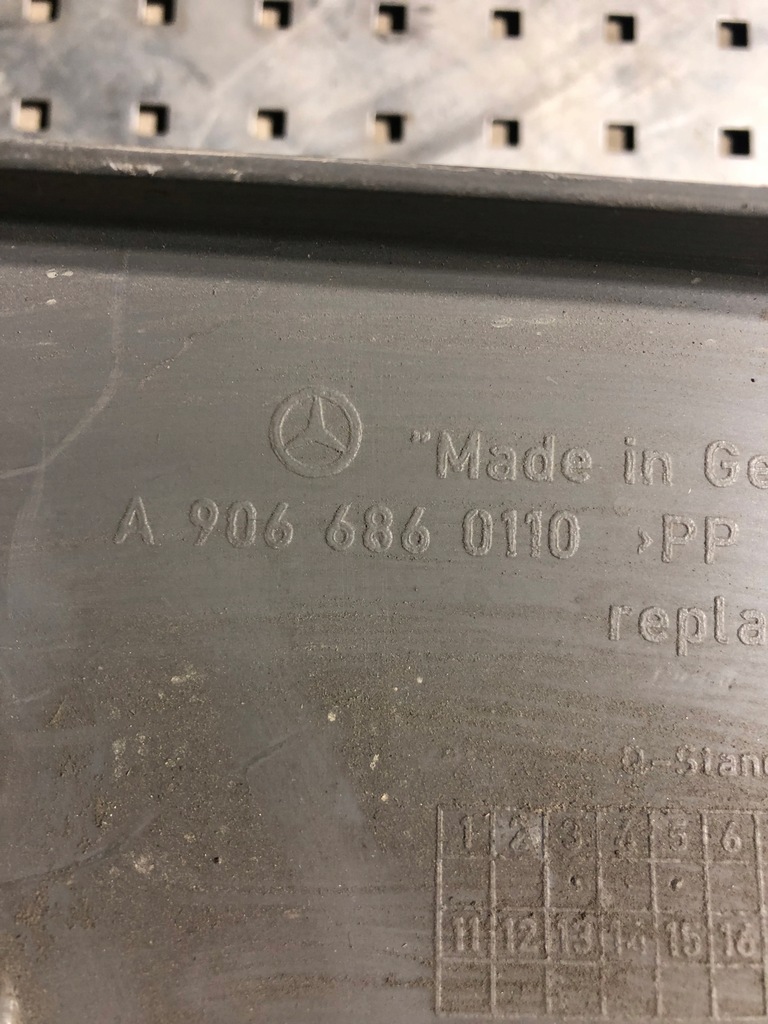 "Made in Ge
A 906 686 0110 >PP
repla
Q-Stand
1 2 3 4 5 6
11 12 13 14 15 16